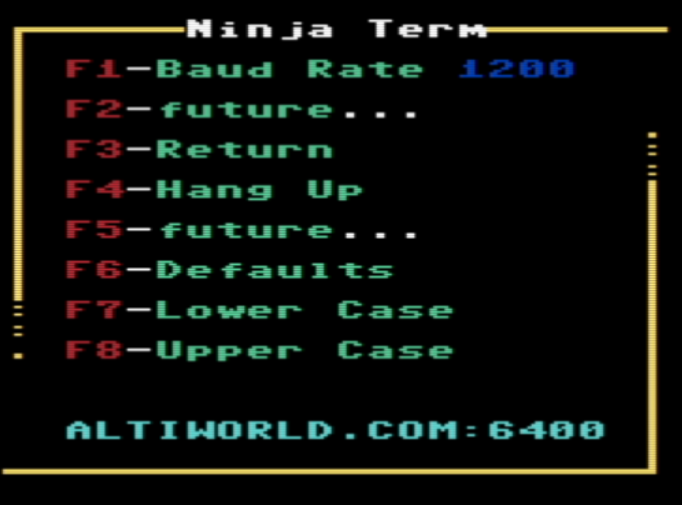 Ninja Term
F1-Baud Rate 1200
F2-future...
F3-Return
F4-Hang Up
F5-future...
F6-Defaults
F7-Lower Case
F8-Upper Case
ALTIWORLD.COM:6400